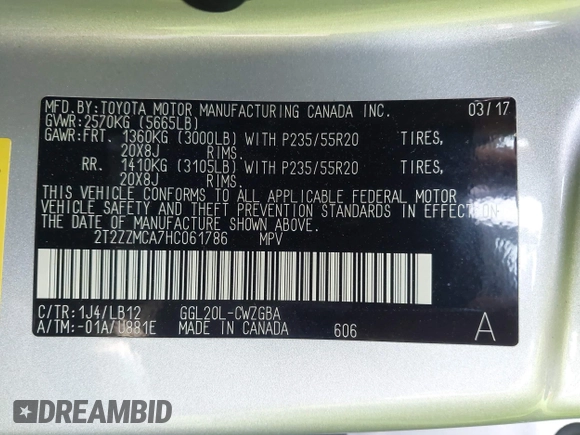 MFD.BY:TOYOTA MOTOR MANUFACTURING CANADA INC. 03/17
GVWR:2570KG (5665LB)
GAWR:FRT. 1360KG (3000LB) WITH P235/55R20 TIRES,
20X8J RIMS.
RR. 1410KG (3105LB) WITH P235/55R20 TIRES,
20X8J RIMS.
THIS VEHICLE CONFORMS TO ALL APPLICABLE FEDERAL MOTOR
VEHICLE SAFETY AND THEFT PREVENTION STANDARDS IN EFFECT ON
THE DATE OF MANUFACTURE SHOWN ABOVE.
2T2ZZMCA7HC061786 MPV
C/TR:1J4/LB12 GGL20L-CWZGBA
A/TM:-01A/U881E MADE IN CANADA 606 A
DREAMBID